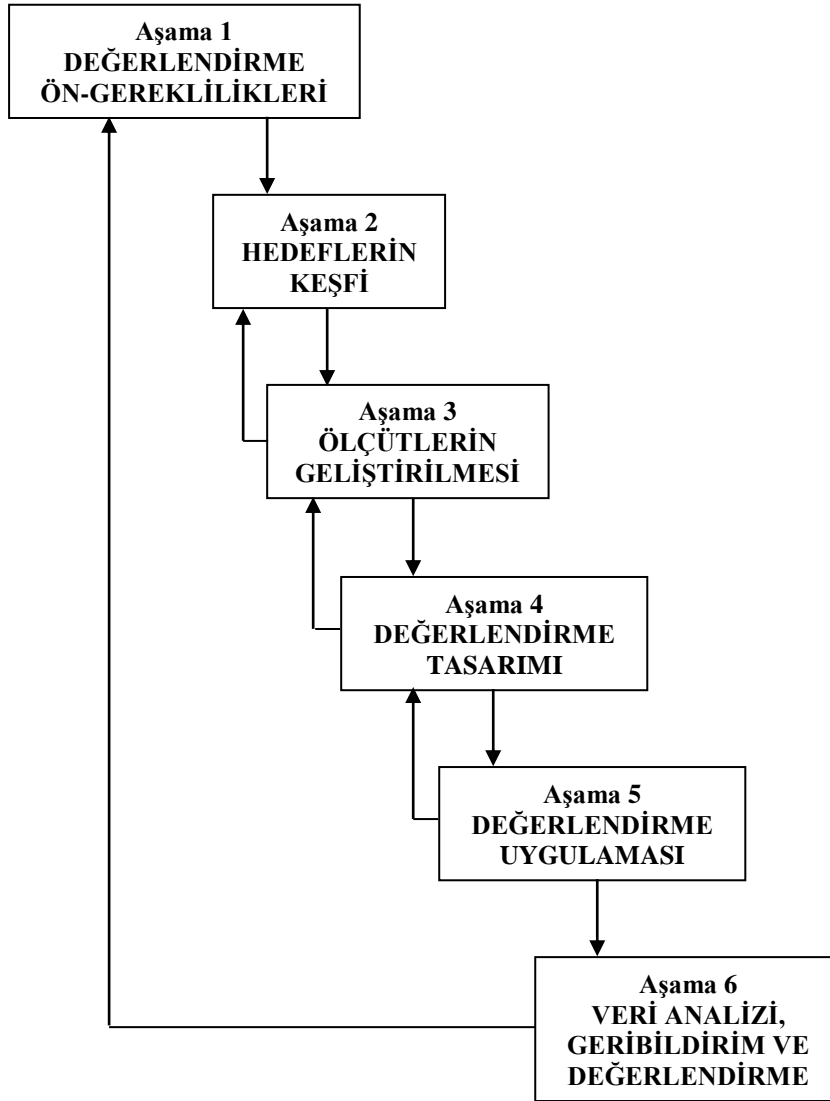 Aşama 1
DEĞERLENDİRME
ÖN-GEREKLİLİKLERİ
Aşama 2
HEDEFLERİN
KEŞFİ
Aşama 3
ÖLÇÜTLERİN
GELİŞTİRİLMESİ
Aşama 4
DEĞERLENDİRME
TASARIMI
Aşama 5
DEĞERLENDİRME
UYGULAMASI
Aşama 6
VERİ ANALİZİ,
GERİBİLDİRİM VE
DEĞERLENDİRME